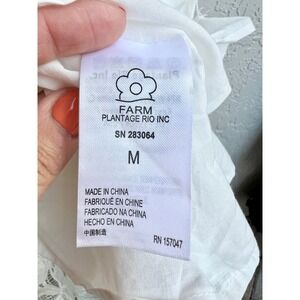 FARM
PLANTAGE RIO INC
SN 283064
M
MADE IN CHINA
FABRIQUÉ EN CHINE
FABRICADO NA CHINA
HECHO EN CHINA
中国制造
RN 157047